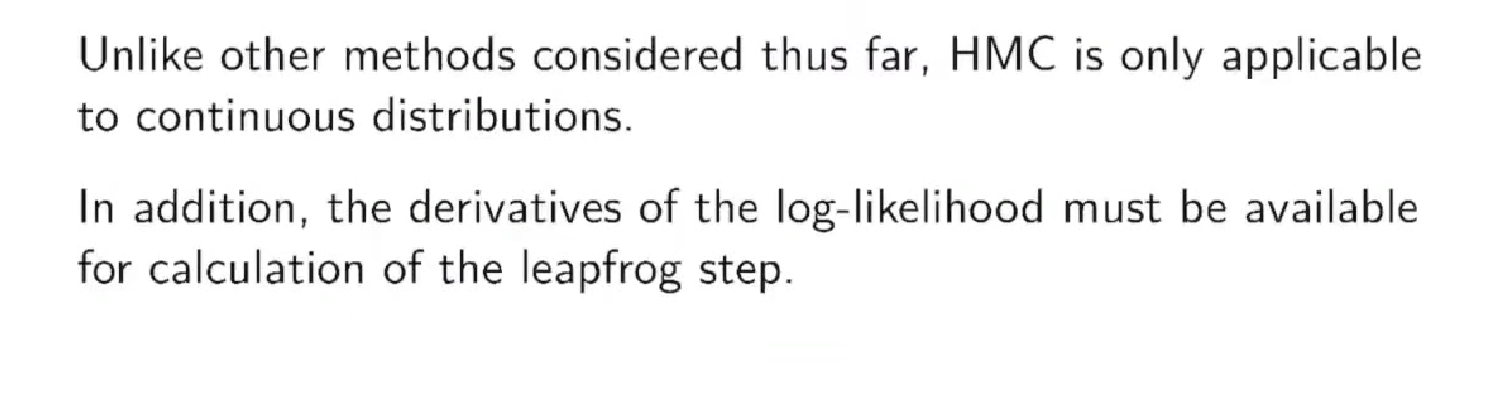 Unlike other methods considered thus far, HMC is only applicable
to continuous distributions.
In addition, the derivatives of the log-likelihood must be available
for calculation of the leapfrog step.